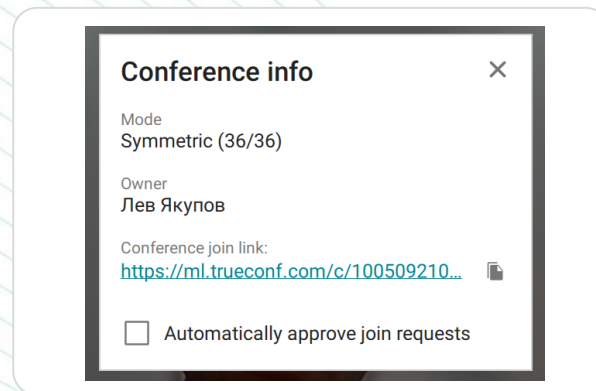 Conference info
Mode
Symmetric (36/36)
Owner
Лев Якупов
Conference join link:
https://ml.trueconf.com/c/100509210...
Automatically approve join requests